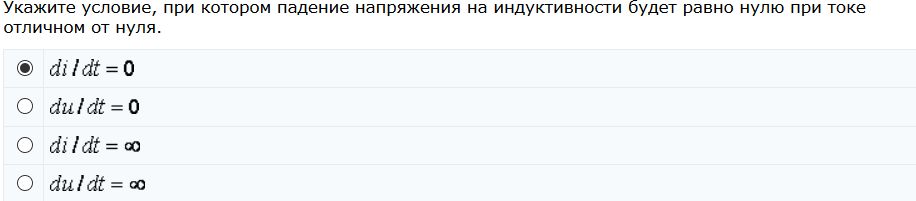 Укажите условие, при котором падение напряжения на индуктивности будет равно нулю при токе
отличном от нуля.
di / dt = 0
du / dt = 0
di / dt = ∞
du / dt = ∞